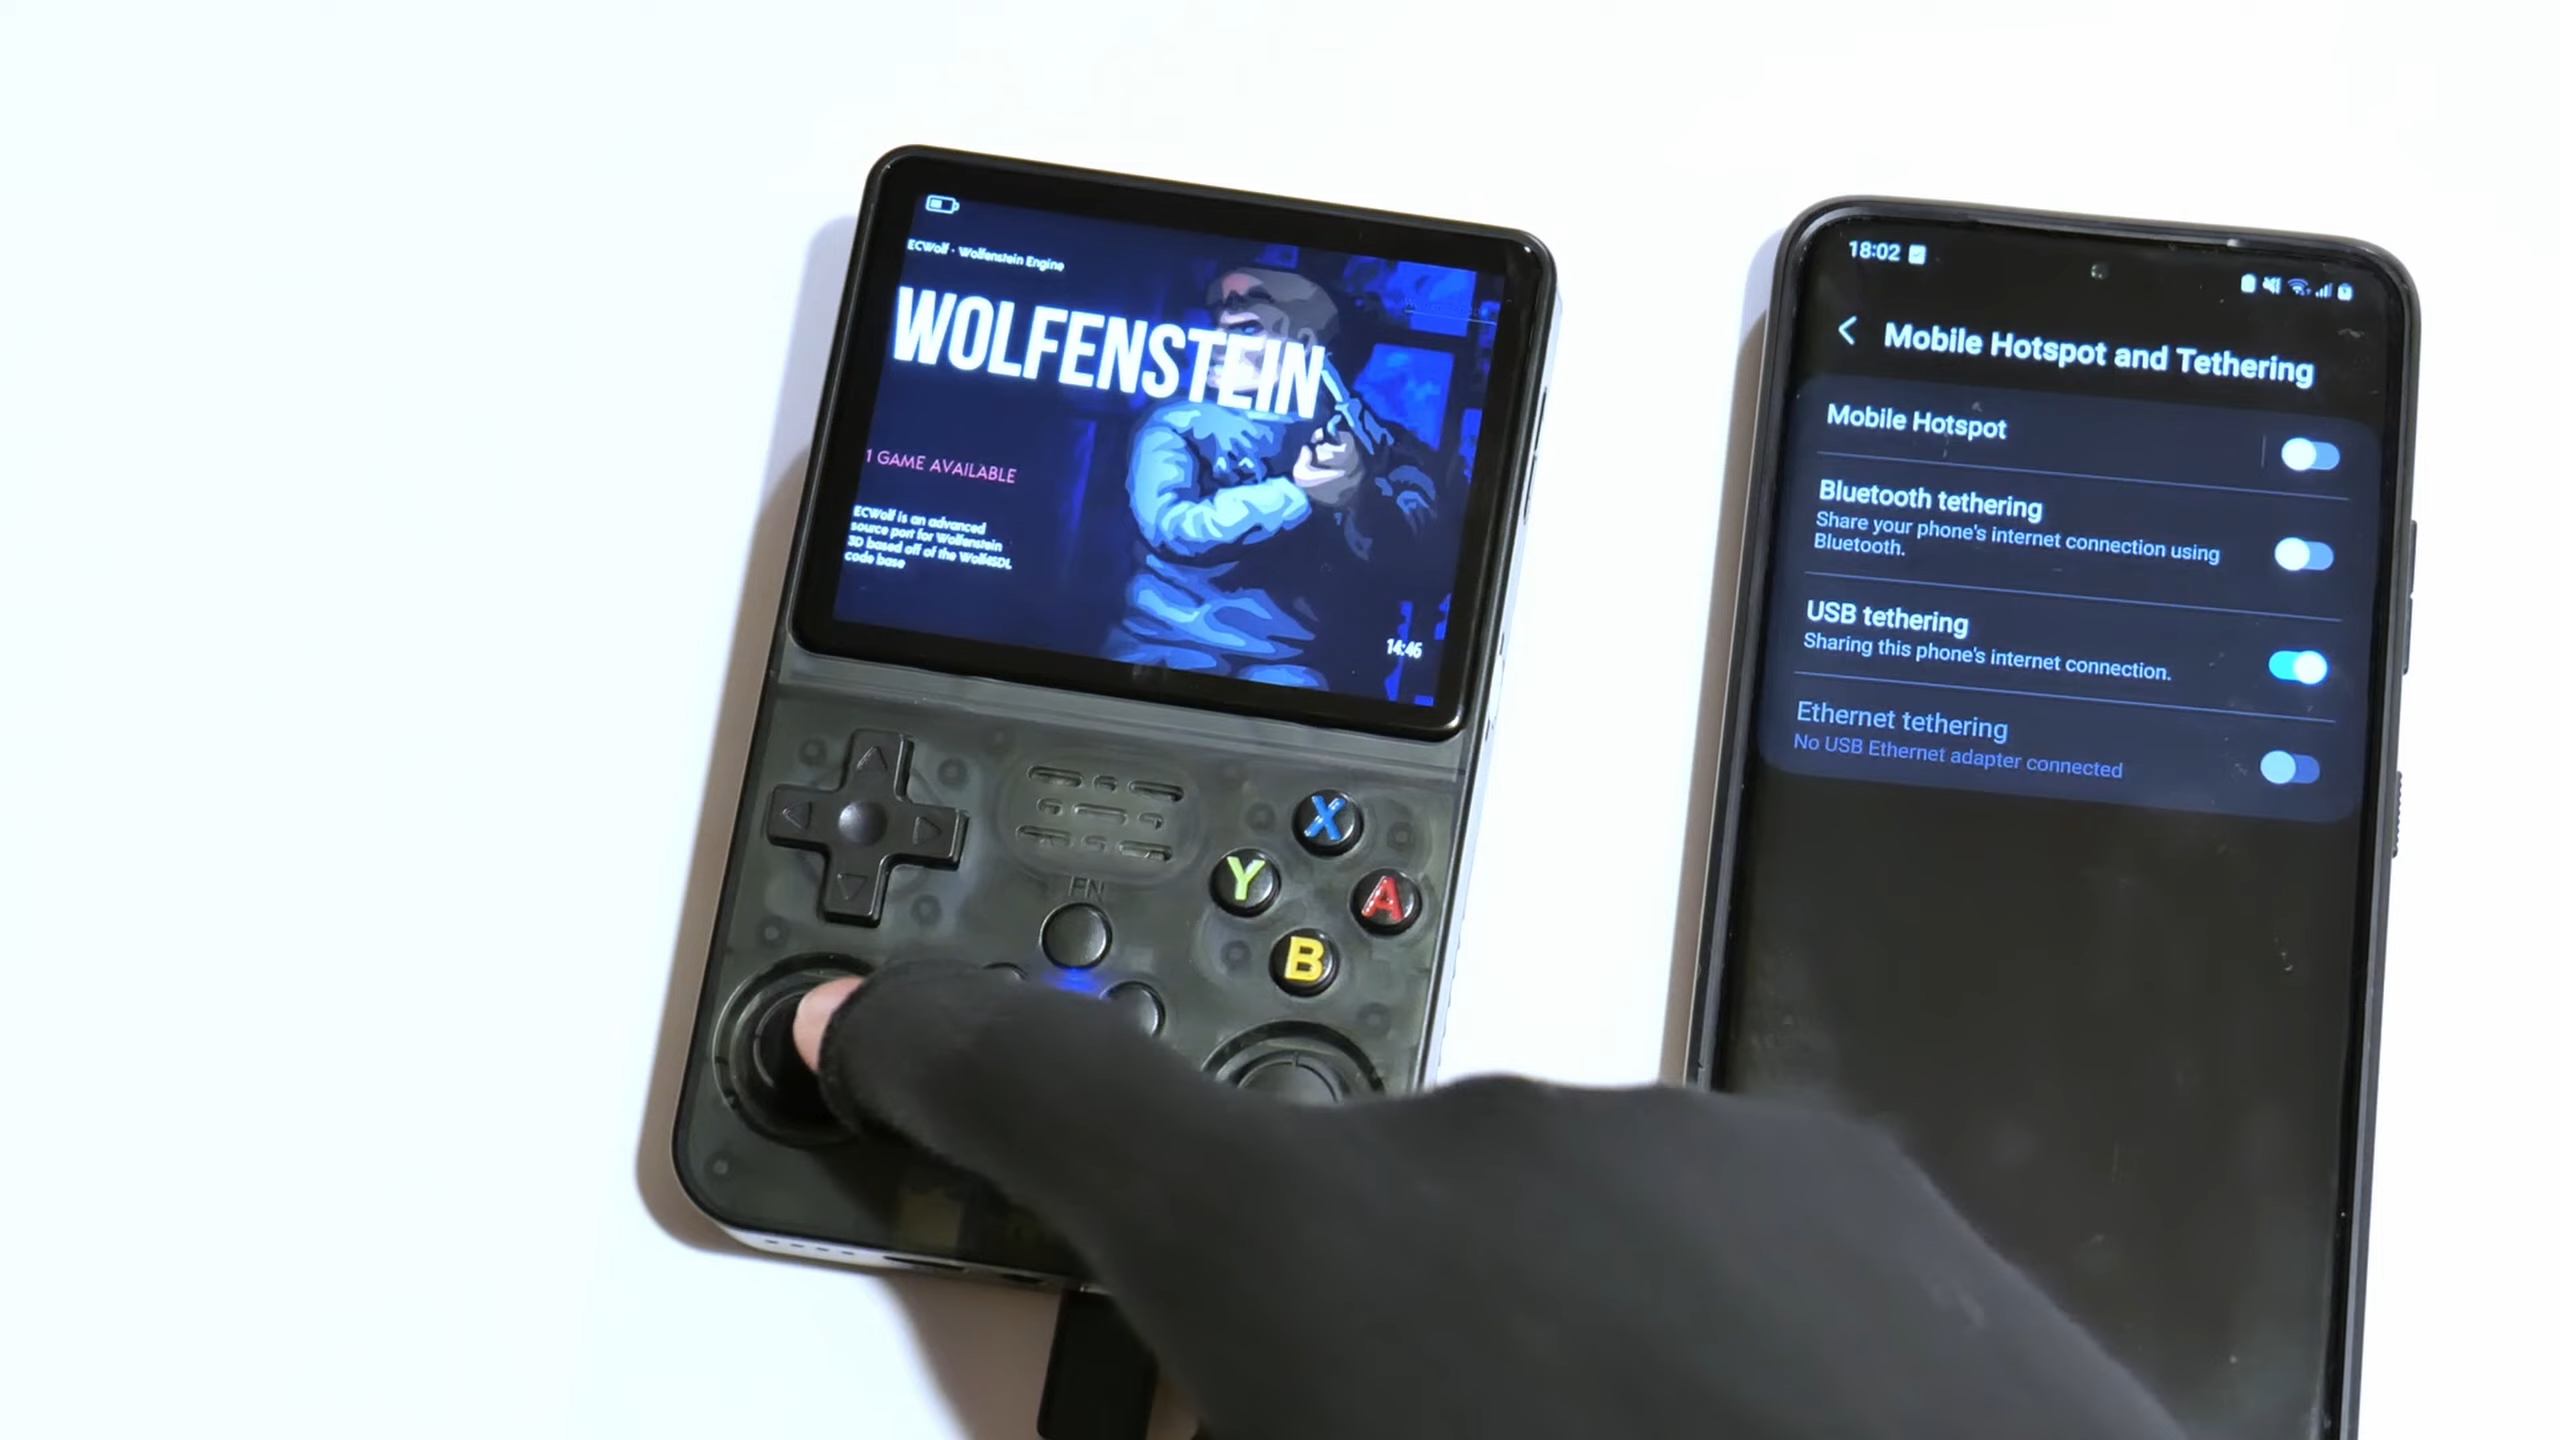 ECWolf - Wolfenstein Engine
WOLFENSTEIN
1 GAME AVAILABLE
ECWolf is an advanced
source port for Wolfenstein
3D based off of the Wolf4SDL
code base
14:46
FN
X
Y
A
B
18:02
Mobile Hotspot and Tethering
Mobile Hotspot
Bluetooth tethering
Share your phone's internet connection using
Bluetooth.
USB tethering
Sharing this phone's internet connection.
Ethernet tethering
No USB Ethernet adapter connected